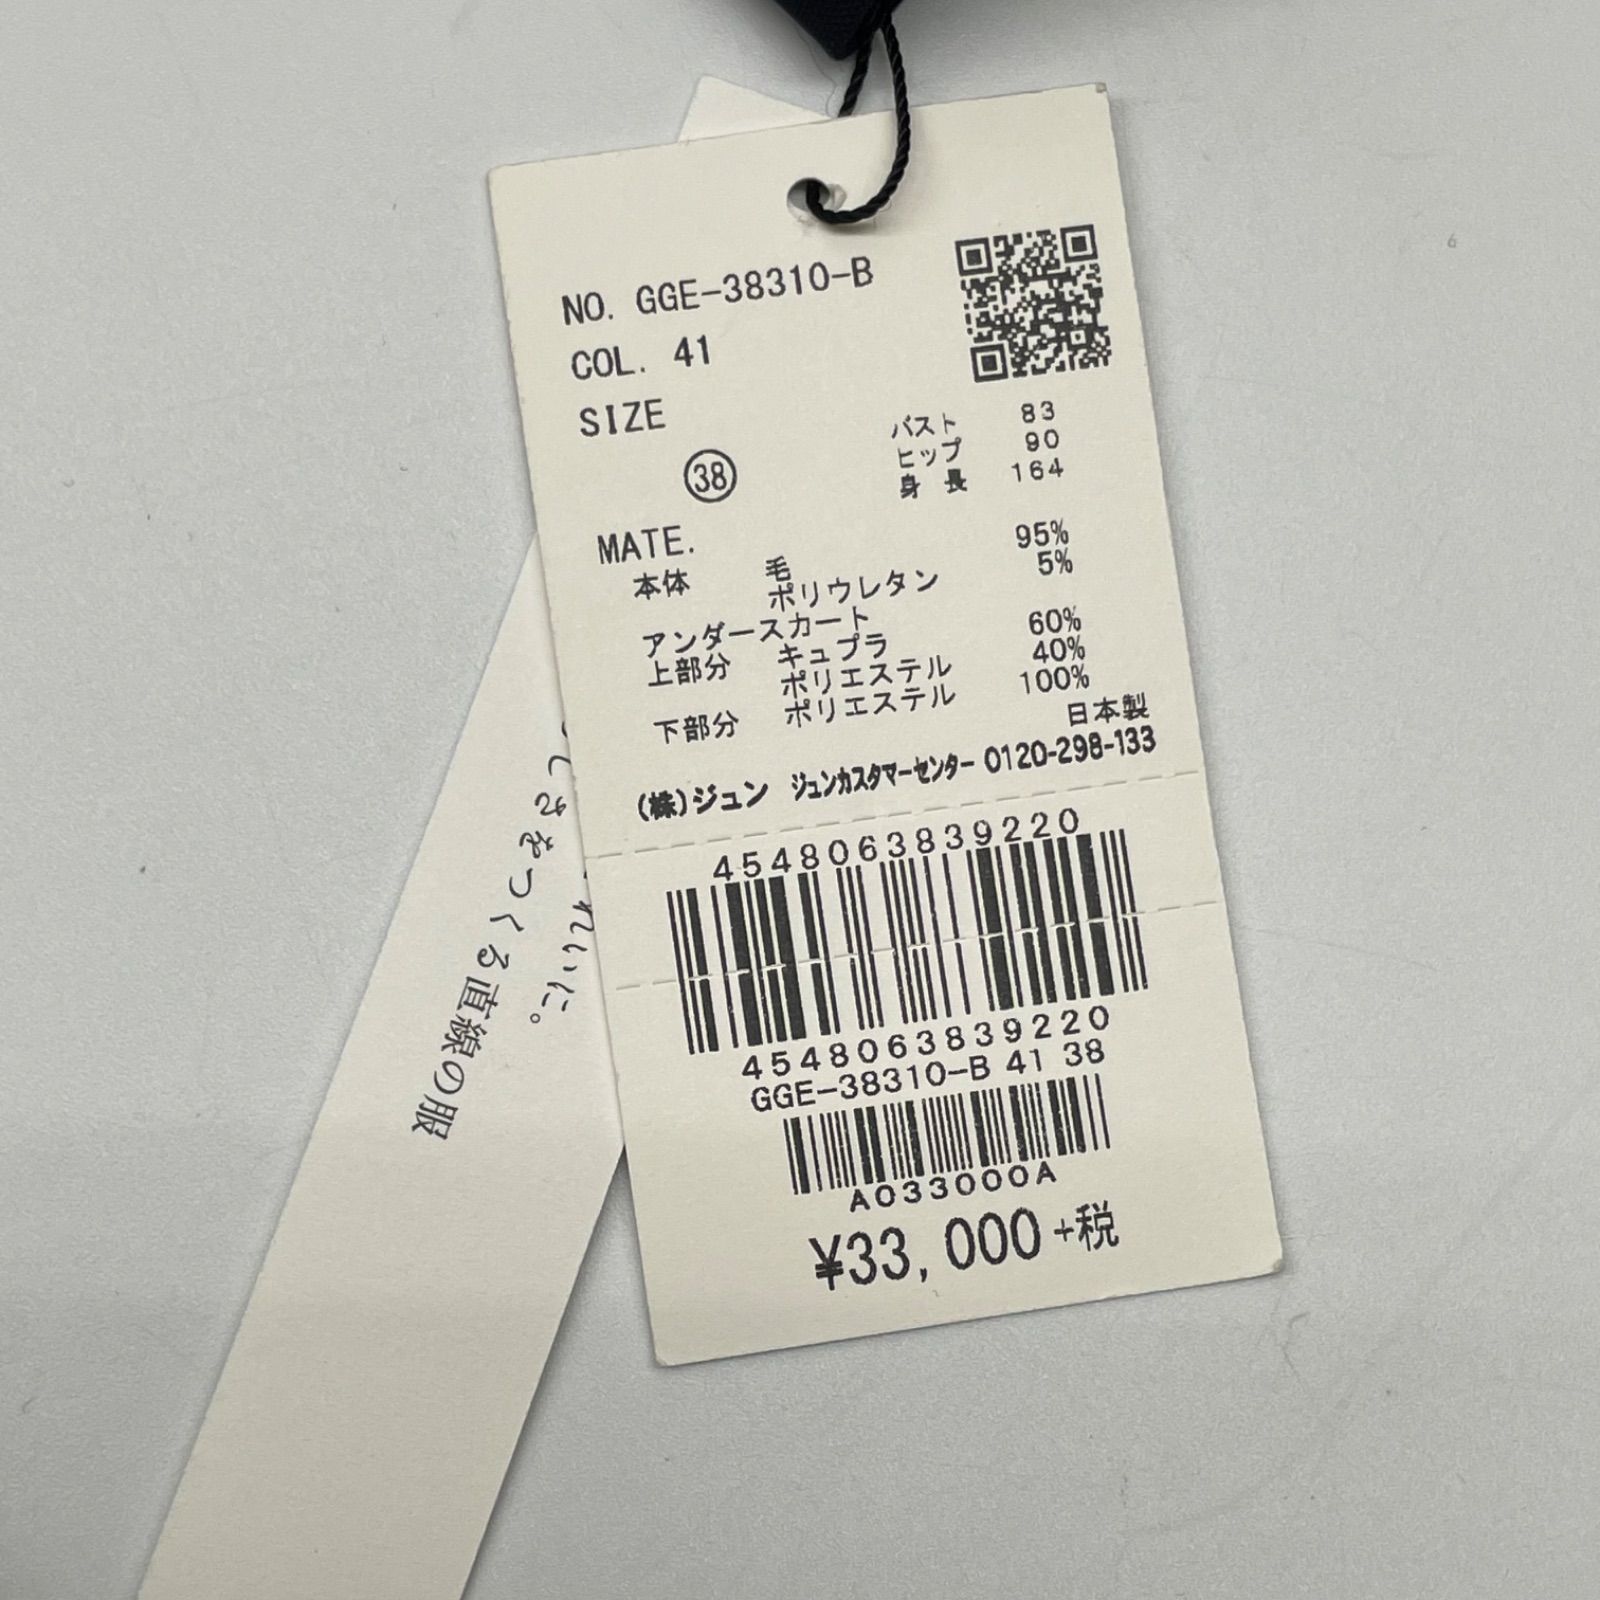 NO. GGE-38310-B
COL. 41
SIZE
38
バスト 83
ヒップ 90
身長 164
MATE.
本体 毛 95%
ポリウレタン 5%
アンダースカート
上部分 キュプラ 60%
ポリエステル 40%
下部分 ポリエステル 100%
日本製
(株)ジュン ジュンカスタマーセンター 0120-298-133
4548063839220
4548063839220
GGE-38310-B 41 38
A033000A
¥33,000+税
れいに。
しさをつくる直線の服